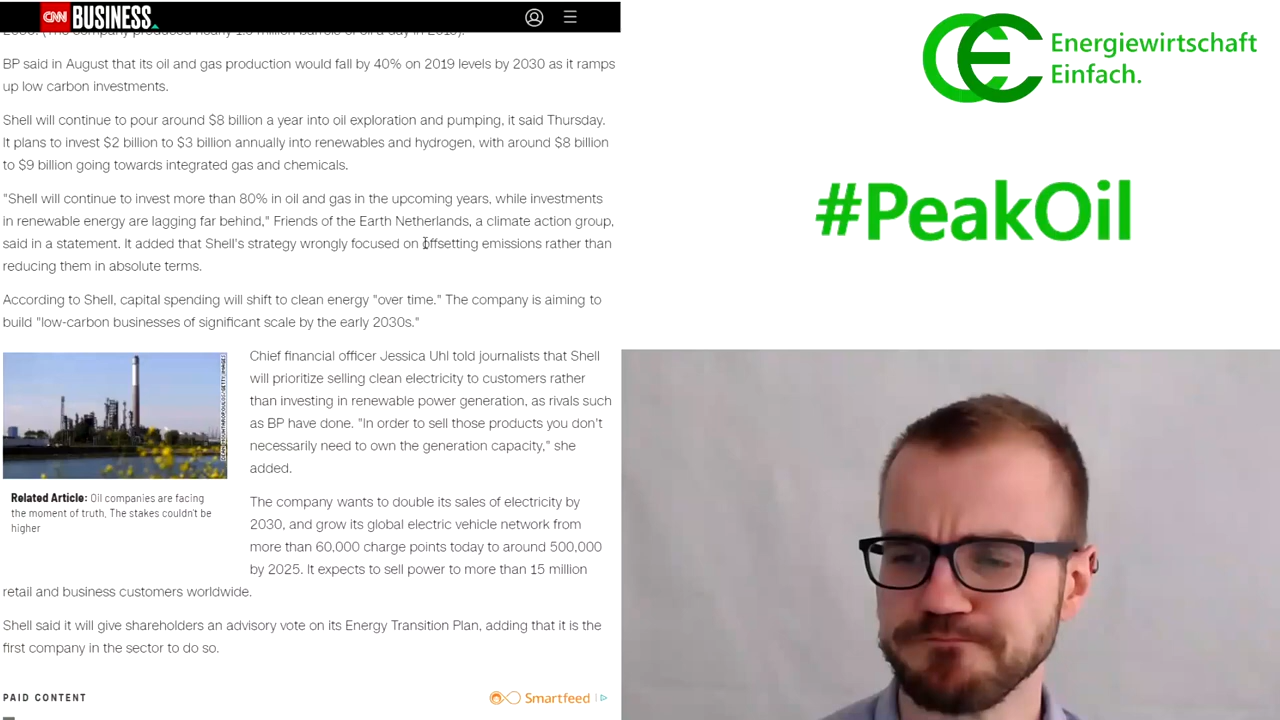 CNN BUSINESS
2030. (The company produced nearly 1.9 million barrels of oil a day in 2019).
BP said in August that its oil and gas production would fall by 40% on 2019 levels by 2030 as it ramps
up low carbon investments.
Shell will continue to pour around $8 billion a year into oil exploration and pumping, it said Thursday.
It plans to invest $2 billion to $3 billion annually into renewables and hydrogen, with around $8 billion
to $9 billion going towards integrated gas and chemicals.
"Shell will continue to invest more than 80% in oil and gas in the upcoming years, while investments
in renewable energy are lagging far behind." Friends of the Earth Netherlands, a climate action group,
said in a statement. It added that Shell's strategy wrongly focused on offsetting emissions rather than
reducing them in absolute terms.
According to Shell, capital spending will shift to clean energy "over time." The company is aiming to
build "low-carbon businesses of significant scale by the early 2030s."
Chief financial officer Jessica Uhl told journalists that Shell
will prioritize selling clean electricity to customers rather
than investing in renewable power generation, as rivals such
as BP have done. "In order to sell those products you don't
necessarily need to own the generation capacity," she
added.
Related Article: Oil companies are facing
the moment of truth. The stakes couldn't be
higher
The company wants to double its sales of electricity by
2030, and grow its global electric vehicle network from
more than 60,000 charge points today to around 500,000
by 2025. It expects to sell power to more than 15 million
retail and business customers worldwide.
Shell said it will give shareholders an advisory vote on its Energy Transition Plan, adding that it is the
first company in the sector to do so.
PAID CONTENT
Smartfeed
Energiewirtschaft
Einfach.
#PeakOil